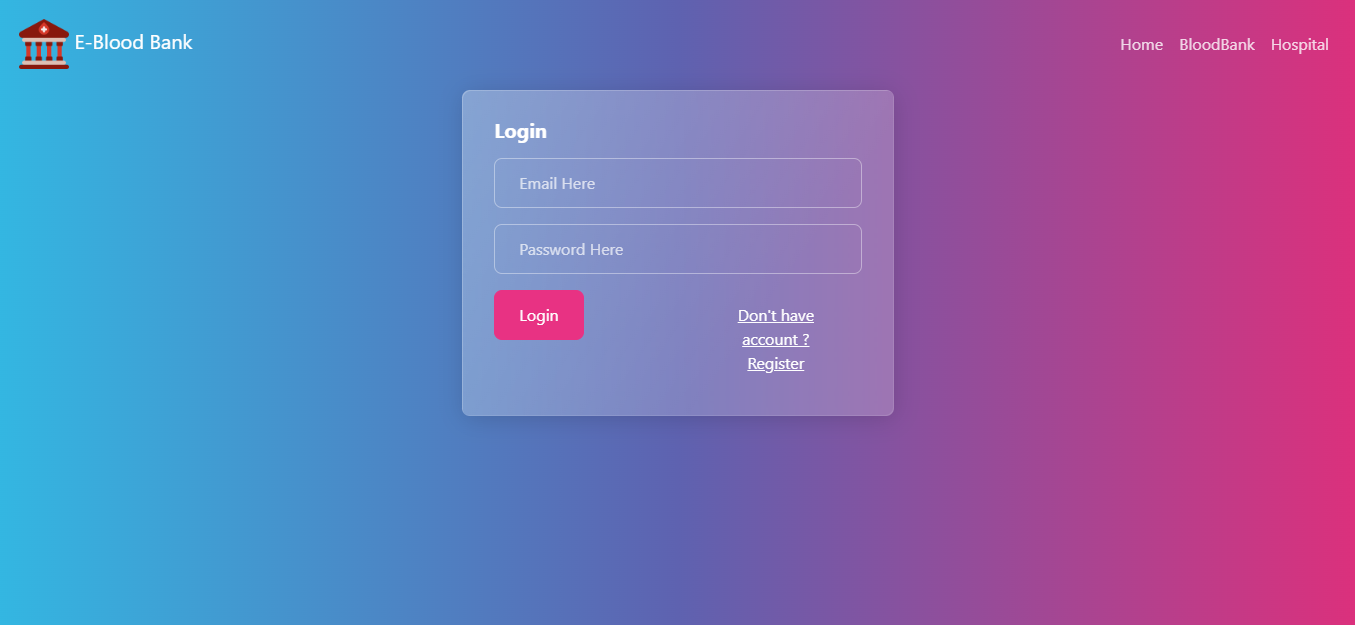 E-Blood Bank
Home BloodBank Hospital
Login
Email Here
Password Here
Login
Don't have
account ?
Register